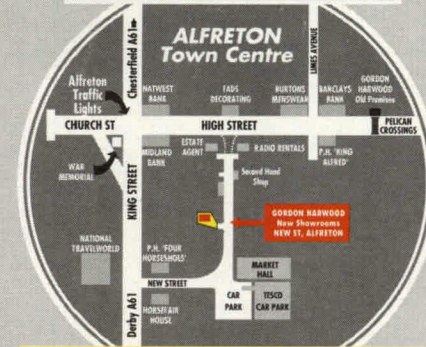 ALFRETON
Town Centre
Chesterfield A61
LIMES AVENUE
Alfreton
Traffic
Lights
NATWEST
BANK
FADS
DECORATING
BURTONS
MENSWEAR
BARCLAYS
BANK
GORDON
HARWOOD
Old Premises
CHURCH ST
HIGH STREET
PELICAN
CROSSINGS
WAR
MEMORIAL
MIDLAND
BANK
ESTATE
AGENT
RADIO RENTALS
P.H. 'KING
ALFRED'
Second Hand
Shop
KING STREET
GORDON HARWOOD
New Showrooms
NEW ST, ALFRETON
NATIONAL
TRAVELWORLD
P.H. 'FOUR
HORSESHOES'
MARKET
HALL
NEW STREET
CAR
PARK
TESCO
CAR PARK
Derby A61
HORSEFAIR
HOUSE